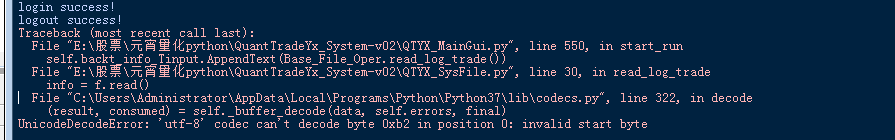 login success!
logout success!
Traceback (most recent call last):
  File "E:\股票\元宵量化python\QuantTradeYx_System-v02\QTYX_MainGui.py", line 550, in start_run
    self.backt_info_Tinput.AppendText(Base_File_Oper.read_log_trade())
  File "E:\股票\元宵量化python\QuantTradeYx_System-v02\QTYX_SysFile.py", line 30, in read_log_trade
    info = f.read()
  File "C:\Users\Administrator\AppData\Local\Programs\Python\Python37\lib\codecs.py", line 322, in decode
    (result, consumed) = self._buffer_decode(data, self.errors, final)
UnicodeDecodeError: 'utf-8' codec can't decode byte 0xb2 in position 0: invalid start byte